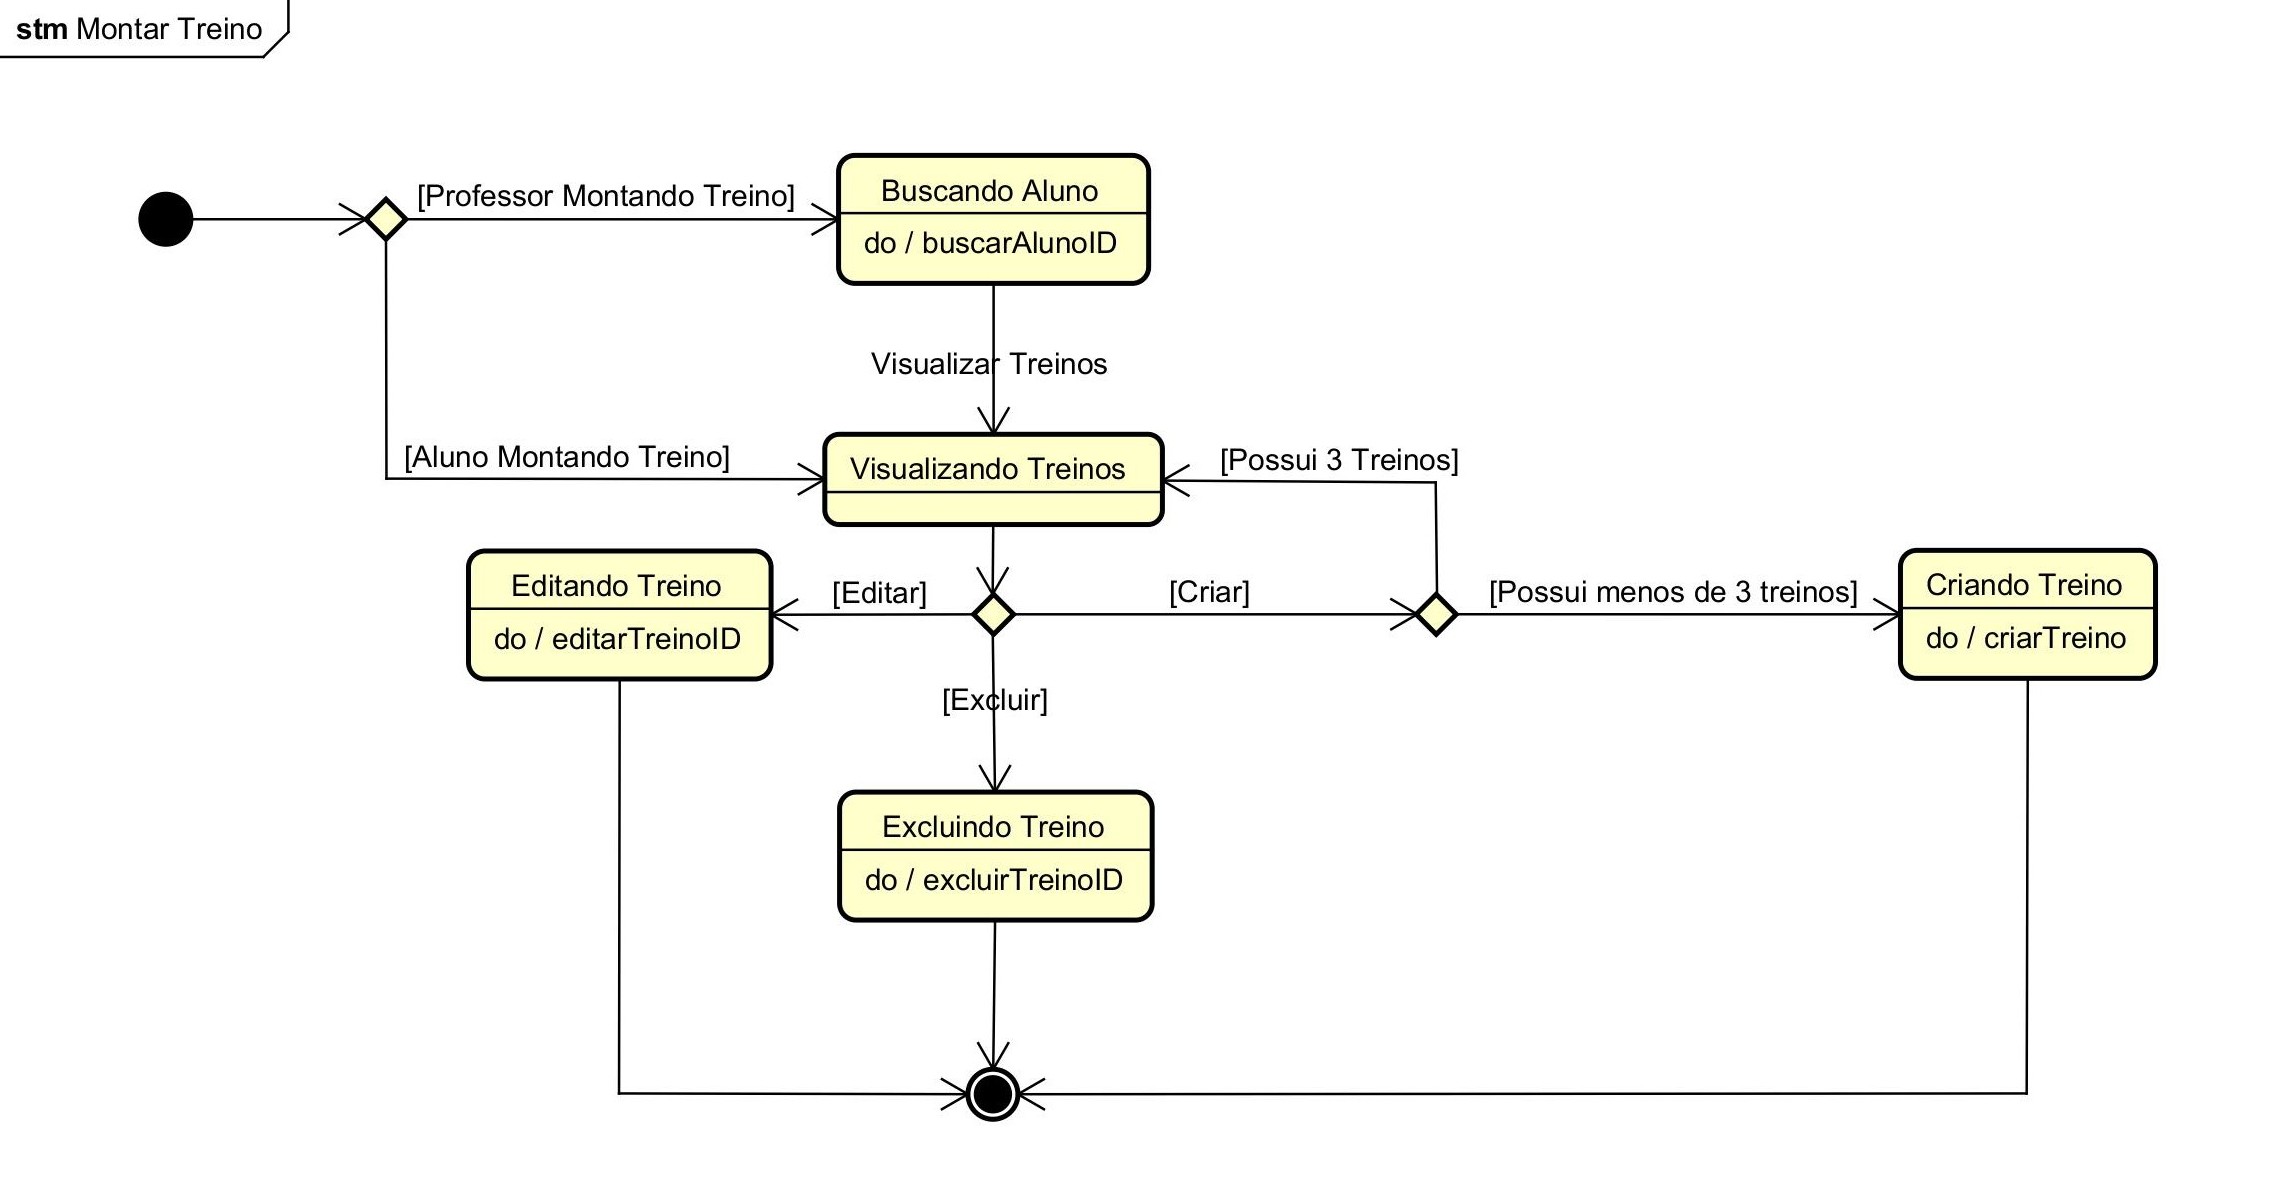 stm Montar Treino
[Professor Montando Treino]
Buscando Aluno
do / buscarAlunoID
Visualizar Treinos
[Aluno Montando Treino]
Visualizando Treinos
[Possui 3 Treinos]
Editando Treino
do / editarTreinoID
[Editar]
[Criar]
[Possui menos de 3 treinos]
Criando Treino
do / criarTreino
[Excluir]
Excluindo Treino
do / excluirTreinoID